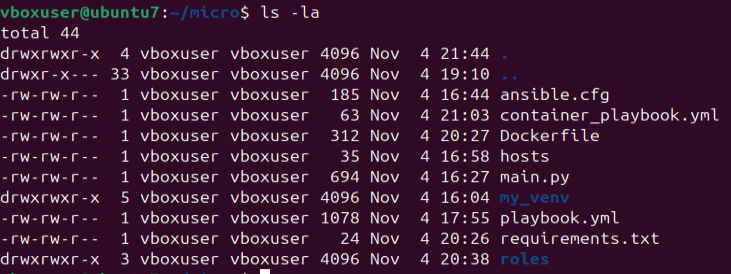 vboxuser@ubuntu7:~/micro$ ls -la
total 44
drwxrwxr-x  4 vboxuser vboxuser 4096 Nov  4 21:44 .
drwxr-x--- 33 vboxuser vboxuser 4096 Nov  4 19:10 ..
-rw-rw-r--  1 vboxuser vboxuser  185 Nov  4 16:44 ansible.cfg
-rw-rw-r--  1 vboxuser vboxuser   63 Nov  4 21:03 container_playbook.yml
-rw-rw-r--  1 vboxuser vboxuser  312 Nov  4 20:27 Dockerfile
-rw-rw-r--  1 vboxuser vboxuser   35 Nov  4 16:58 hosts
-rw-rw-r--  1 vboxuser vboxuser  694 Nov  4 16:27 main.py
drwxrwxr-x  5 vboxuser vboxuser 4096 Nov  4 16:04 my_venv
-rw-rw-r--  1 vboxuser vboxuser 1078 Nov  4 17:55 playbook.yml
-rw-rw-r--  1 vboxuser vboxuser   24 Nov  4 20:26 requirements.txt
drwxrwxr-x  3 vboxuser vboxuser 4096 Nov  4 20:38 roles